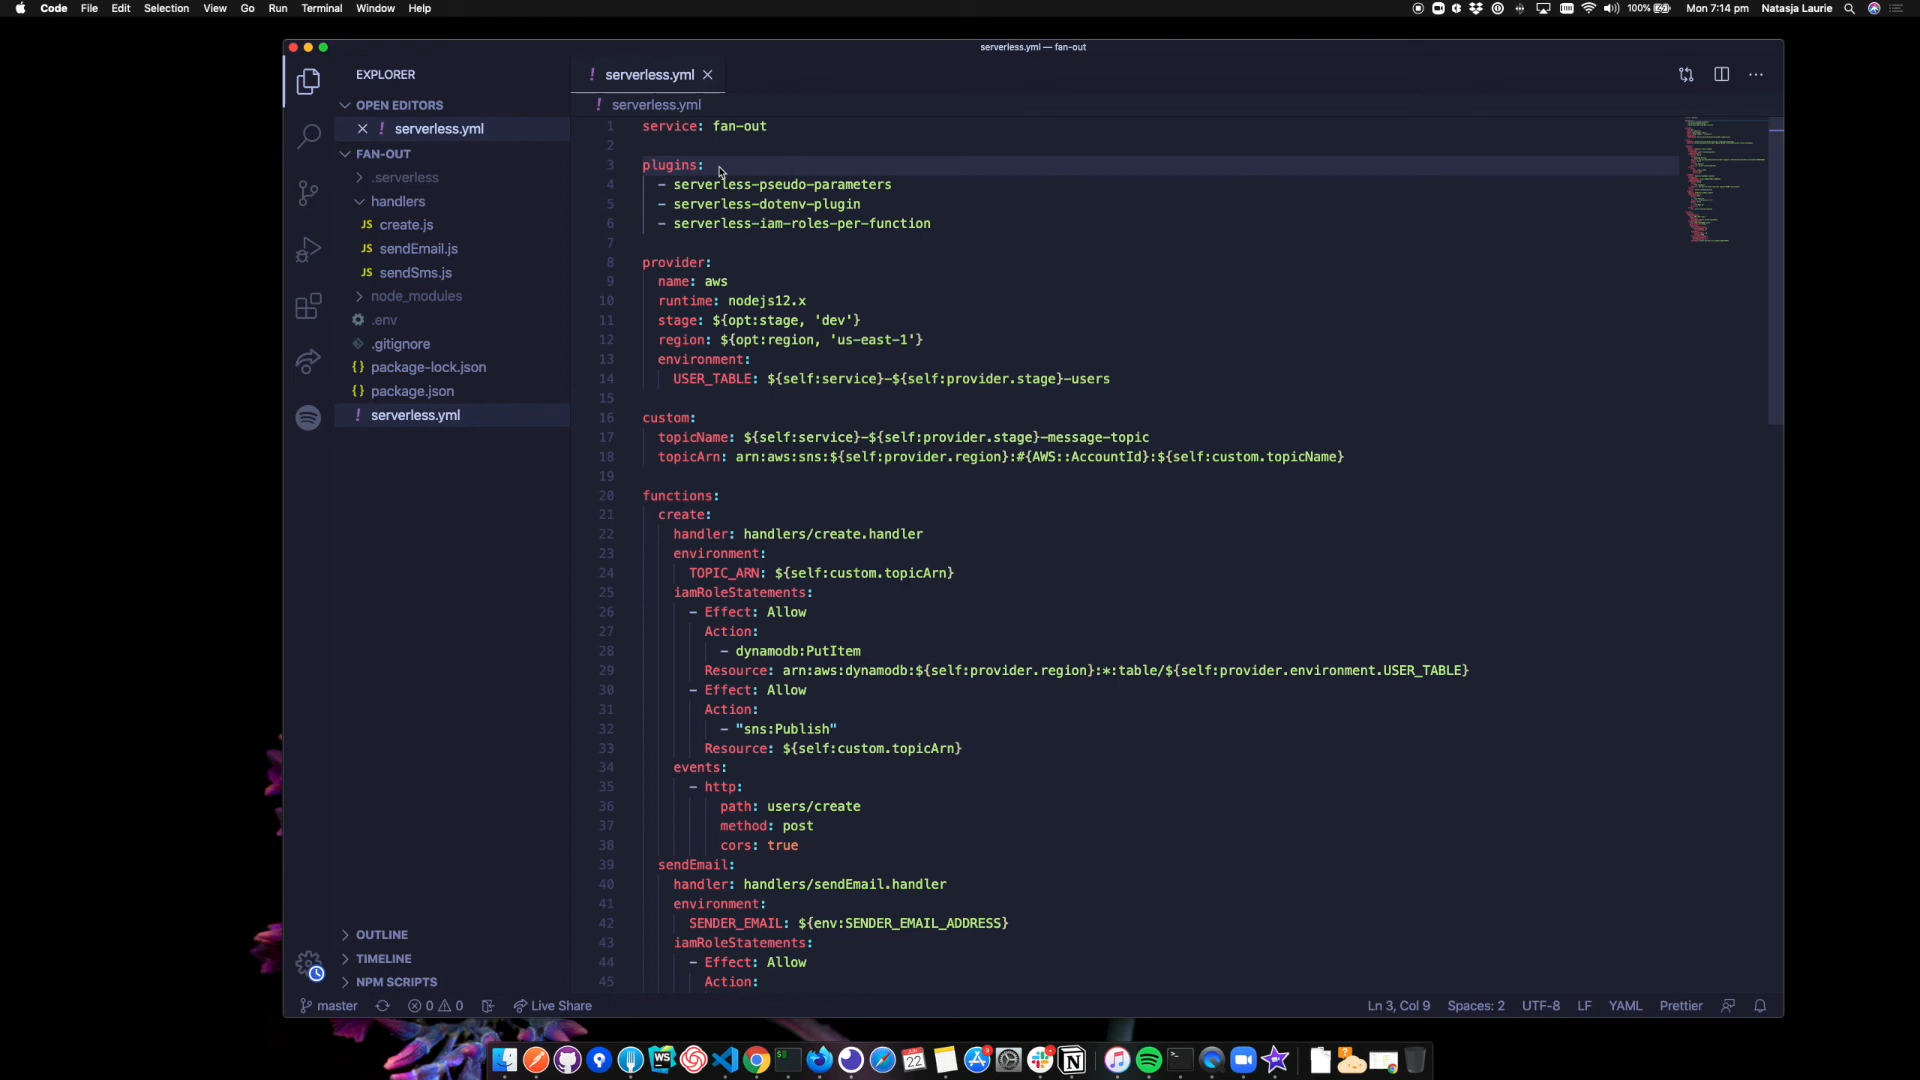 Code File Edit Selection View Go Run Terminal Window Help
100% Mon 7:14 pm Natasja Laurie
serverless.yml — fan-out
EXPLORER
OPEN EDITORS
! serverless.yml
FAN-OUT
.serverless
handlers
JS create.js
JS sendEmail.js
JS sendSms.js
node_modules
.env
.gitignore
{} package-lock.json
{} package.json
! serverless.yml
OUTLINE
TIMELINE
NPM SCRIPTS
! serverless.yml
! serverless.yml
1 service: fan-out
2
3 plugins:
4 - serverless-pseudo-parameters
5 - serverless-dotenv-plugin
6 - serverless-iam-roles-per-function
7
8 provider:
9 name: aws
10 runtime: nodejs12.x
11 stage: ${opt:stage, 'dev'}
12 region: ${opt:region, 'us-east-1'}
13 environment:
14 USER_TABLE: ${self:service}-${self:provider.stage}-users
15
16 custom:
17 topicName: ${self:service}-${self:provider.stage}-message-topic
18 topicArn: arn:aws:sns:${self:provider.region}:#{AWS::AccountId}:${self:custom.topicName}
19
20 functions:
21 create:
22 handler: handlers/create.handler
23 environment:
24 TOPIC_ARN: ${self:custom.topicArn}
25 iamRoleStatements:
26 - Effect: Allow
27 Action:
28 - dynamodb:PutItem
29 Resource: arn:aws:dynamodb:${self:provider.region}:*:table/${self:provider.environment.USER_TABLE}
30 - Effect: Allow
31 Action:
32 - "sns:Publish"
33 Resource: ${self:custom.topicArn}
34 events:
35 - http:
36 path: users/create
37 method: post
38 cors: true
39 sendEmail:
40 handler: handlers/sendEmail.handler
41 environment:
42 SENDER_EMAIL: ${env:SENDER_EMAIL_ADDRESS}
43 iamRoleStatements:
44 - Effect: Allow
45 Action:
master 0 0 Live Share
Ln 3, Col 9 Spaces: 2 UTF-8 LF YAML Prettier
WS
22